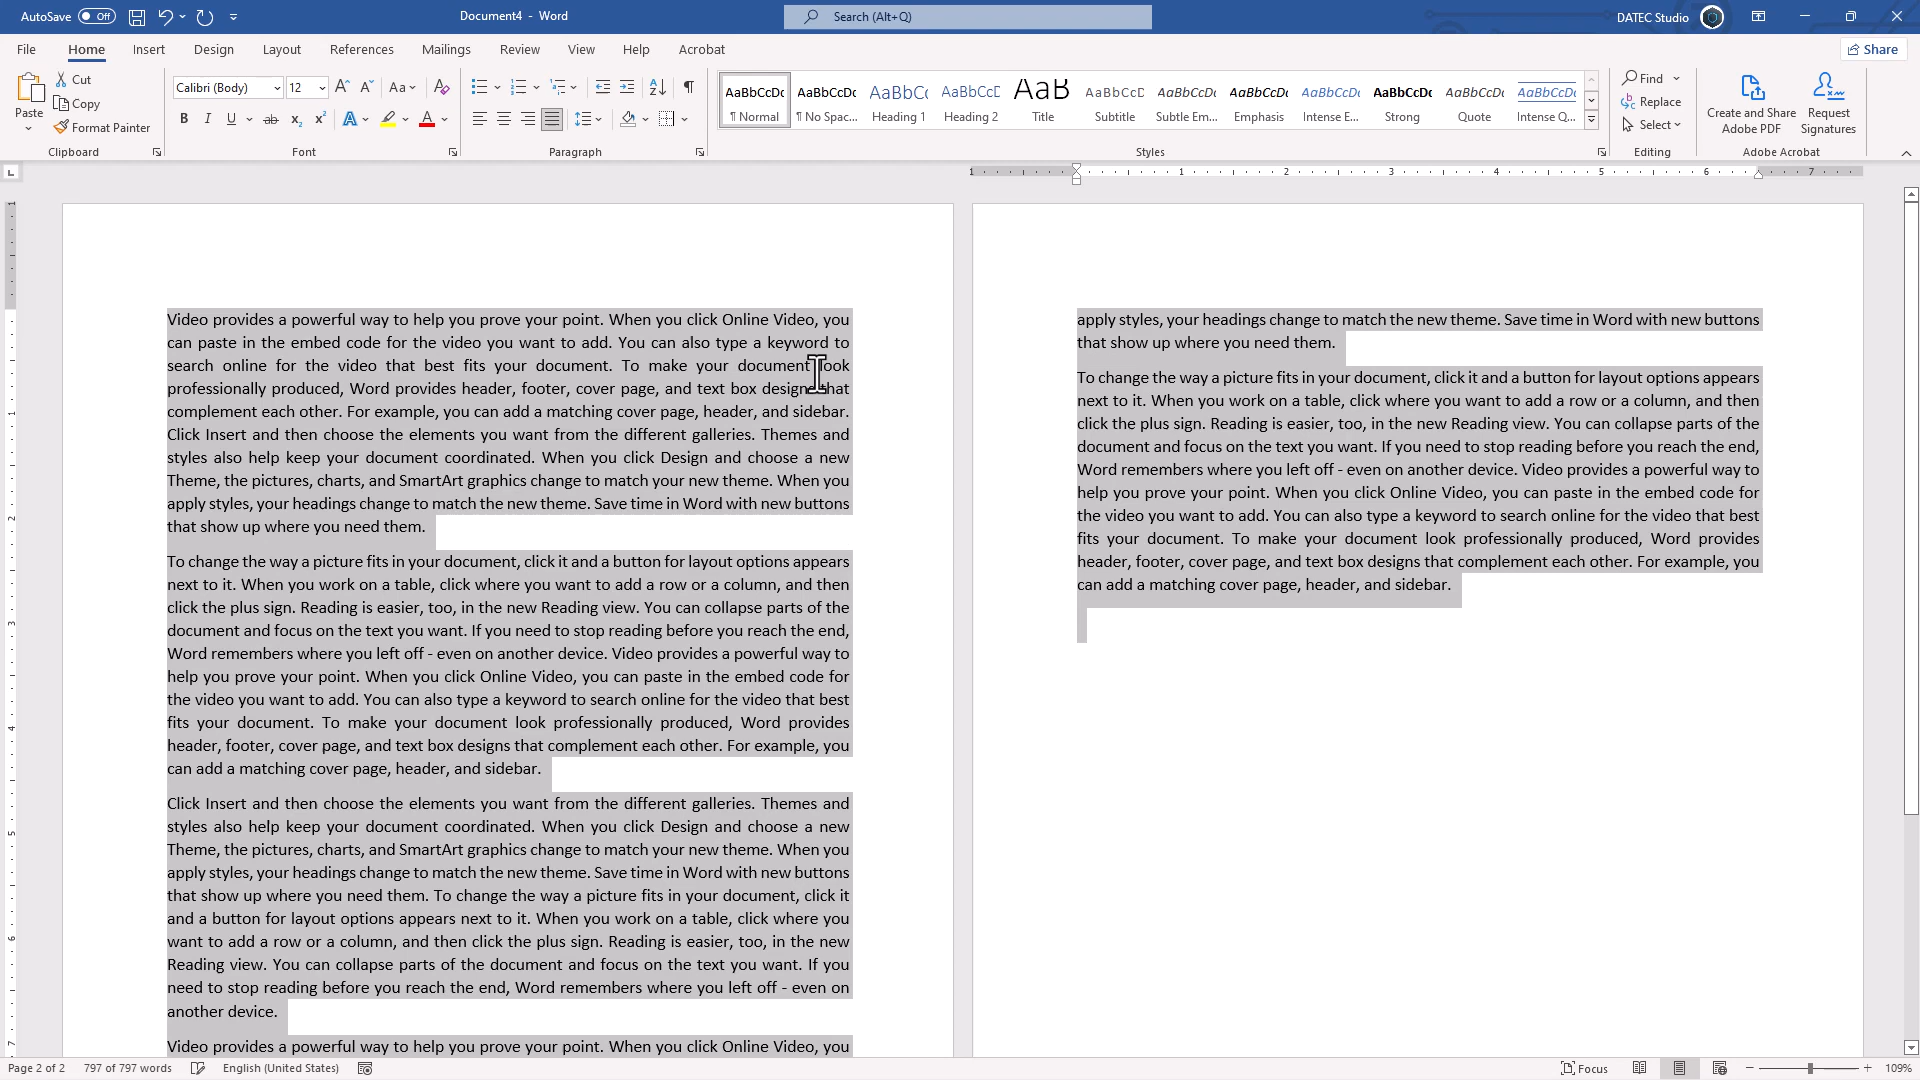 AutoSave Off Document4 - Word Search (Alt+Q) DATEC Studio
File Home Insert Design Layout References Mailings Review View Help Acrobat Share
Paste
Cut
Copy
Format Painter
Clipboard
Calibri (Body) 12
Font
Paragraph
AaBbCcDc AaBbCcDc AaBbCc AaBbCcD AaB AaBbCcD AaBbCcDc AaBbCcDc AaBbCcDc AaBbCcDc AaBbCcDc AaBbCcDc
¶ Normal ¶ No Spac... Heading 1 Heading 2 Title Subtitle Subtle Em... Emphasis Intense E... Strong Quote Intense Q...
Styles
Find
Replace
Select
Editing
Create and Share
Adobe PDF
Request
Signatures
Adobe Acrobat
1 1 2 3 4 5 6 7
Video provides a powerful way to help you prove your point. When you click Online Video, you
can paste in the embed code for the video you want to add. You can also type a keyword to
search online for the video that best fits your document. To make your document look
professionally produced, Word provides header, footer, cover page, and text box designs that
complement each other. For example, you can add a matching cover page, header, and sidebar.
Click Insert and then choose the elements you want from the different galleries. Themes and
styles also help keep your document coordinated. When you click Design and choose a new
Theme, the pictures, charts, and SmartArt graphics change to match your new theme. When you
apply styles, your headings change to match the new theme. Save time in Word with new buttons
that show up where you need them.
To change the way a picture fits in your document, click it and a button for layout options appears
next to it. When you work on a table, click where you want to add a row or a column, and then
click the plus sign. Reading is easier, too, in the new Reading view. You can collapse parts of the
document and focus on the text you want. If you need to stop reading before you reach the end,
Word remembers where you left off - even on another device. Video provides a powerful way to
help you prove your point. When you click Online Video, you can paste in the embed code for
the video you want to add. You can also type a keyword to search online for the video that best
fits your document. To make your document look professionally produced, Word provides
header, footer, cover page, and text box designs that complement each other. For example, you
can add a matching cover page, header, and sidebar.
Click Insert and then choose the elements you want from the different galleries. Themes and
styles also help keep your document coordinated. When you click Design and choose a new
Theme, the pictures, charts, and SmartArt graphics change to match your new theme. When you
apply styles, your headings change to match the new theme. Save time in Word with new buttons
that show up where you need them. To change the way a picture fits in your document, click it
and a button for layout options appears next to it. When you work on a table, click where you
want to add a row or a column, and then click the plus sign. Reading is easier, too, in the new
Reading view. You can collapse parts of the document and focus on the text you want. If you
need to stop reading before you reach the end, Word remembers where you left off - even on
another device.
Video provides a powerful way to help you prove your point. When you click Online Video, you
apply styles, your headings change to match the new theme. Save time in Word with new buttons
that show up where you need them.
To change the way a picture fits in your document, click it and a button for layout options appears
next to it. When you work on a table, click where you want to add a row or a column, and then
click the plus sign. Reading is easier, too, in the new Reading view. You can collapse parts of the
document and focus on the text you want. If you need to stop reading before you reach the end,
Word remembers where you left off - even on another device. Video provides a powerful way to
help you prove your point. When you click Online Video, you can paste in the embed code for
the video you want to add. You can also type a keyword to search online for the video that best
fits your document. To make your document look professionally produced, Word provides
header, footer, cover page, and text box designs that complement each other. For example, you
can add a matching cover page, header, and sidebar.
Page 2 of 2 797 of 797 words English (United States) Focus 109%